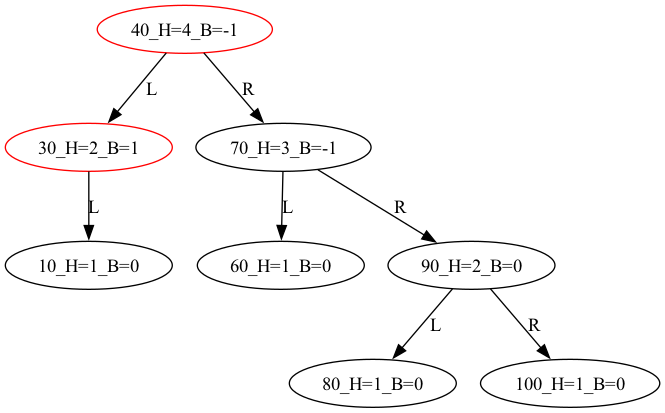 40_H=4_B=-1
L
R
30_H=2_B=1
70_H=3_B=-1
L
L
R
10_H=1_B=0
60_H=1_B=0
90_H=2_B=0
L
R
80_H=1_B=0
100_H=1_B=0